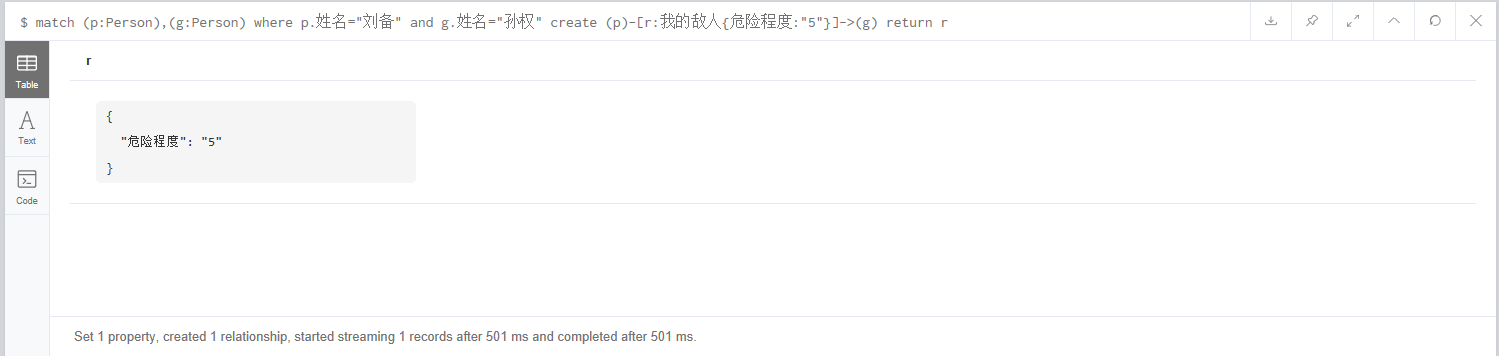 $ match (p:Person),(g:Person) where p.姓名="刘备" and g.姓名="孙权" create (p)-[r:我的敌人{危险程度:"5"}]->(g) return r
Table
Text
Code
r
{
"危险程度": "5"
}
Set 1 property, created 1 relationship, started streaming 1 records after 501 ms and completed after 501 ms.